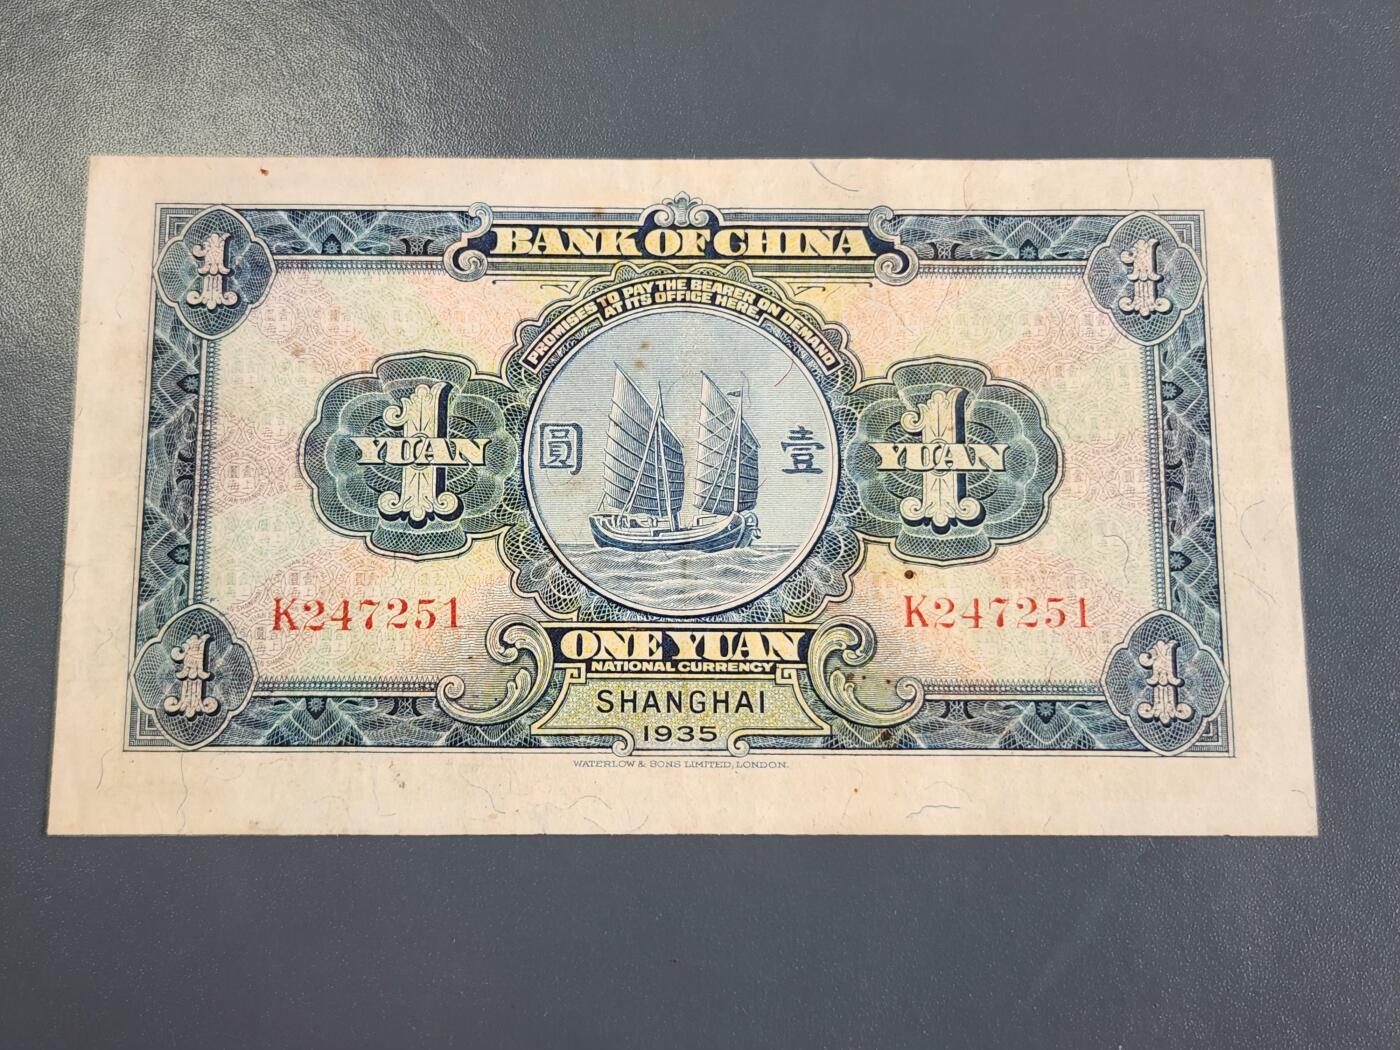 BANK OF CHINA
PROMISES TO PAY THE BEARER ON DEMAND
AT ITS OFFICE HERE
1
1
1
YUAN
圓
壹
1
YUAN
K247251
K247251
1
1
ONE YUAN
NATIONAL CURRENCY
SHANGHAI
1935
WATERLOW & SONS LIMITED, LONDON.